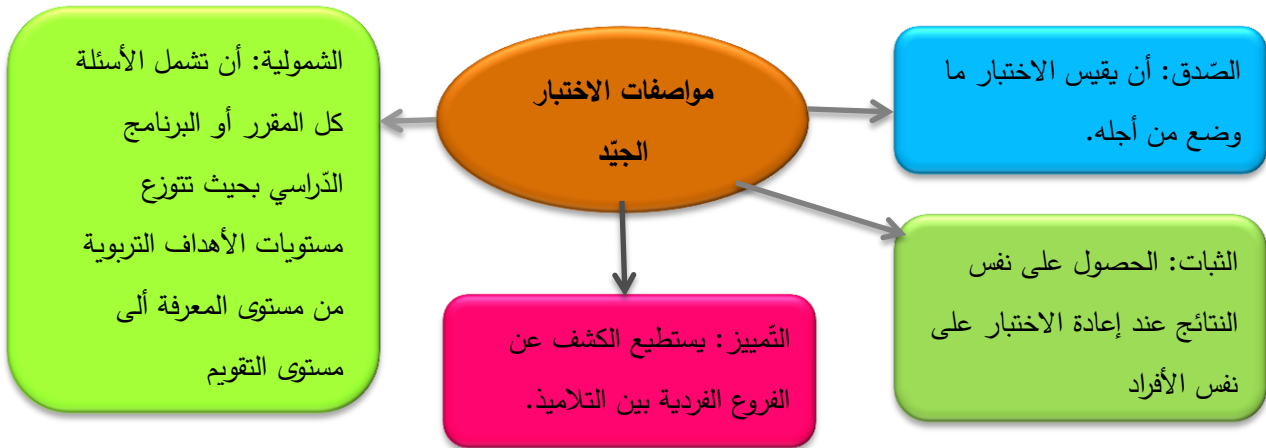 مواصفات الاختبار
الجيّد
الصّدق: أن يقيس الاختبار ما
وضع من أجله.
الثبات: الحصول على نفس
النتائج عند إعادة الاختبار على
نفس الأفراد
التّمييز: يستطيع الكشف عن
الفروع الفردية بين التلاميذ.
الشمولية: أن تشمل الأسئلة
كل المقرر أو البرنامج
الدّراسي بحيث تتوزع
مستويات الأهداف التربوية
من مستوى المعرفة ألى
مستوى التقويم